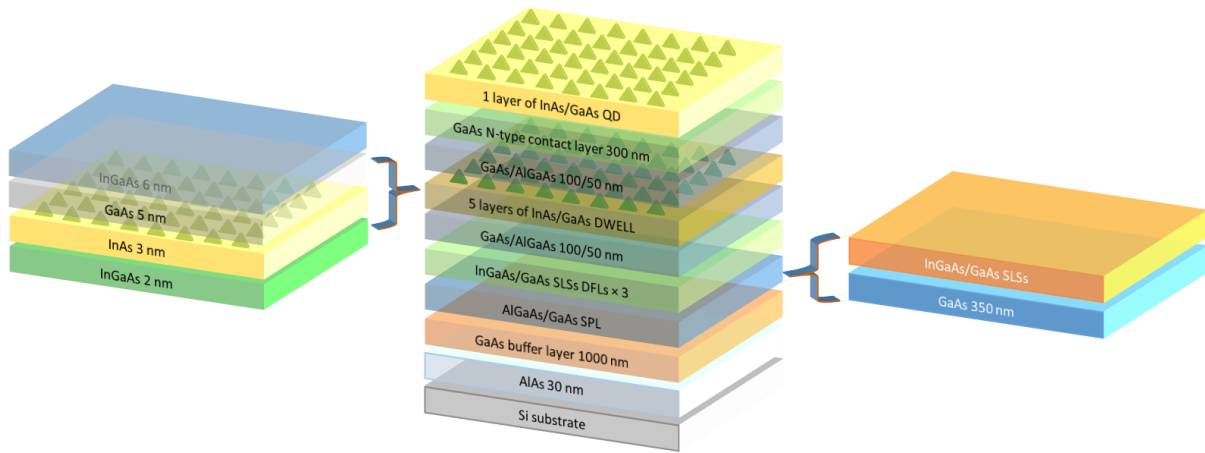 InGaAs 6 nm
GaAs 5 nm
InAs 3 nm
InGaAs 2 nm
1 layer of InAs/GaAs QD
GaAs N-type contact layer 300 nm
GaAs/AlGaAs 100/50 nm
5 layers of InAs/GaAs DWELL
GaAs/AlGaAs 100/50 nm
InGaAs/GaAs SLSs DFLs × 3
AlGaAs/GaAs SPL
GaAs buffer layer 1000 nm
AlAs 30 nm
Si substrate
InGaAs/GaAs SLSs
GaAs 350 nm